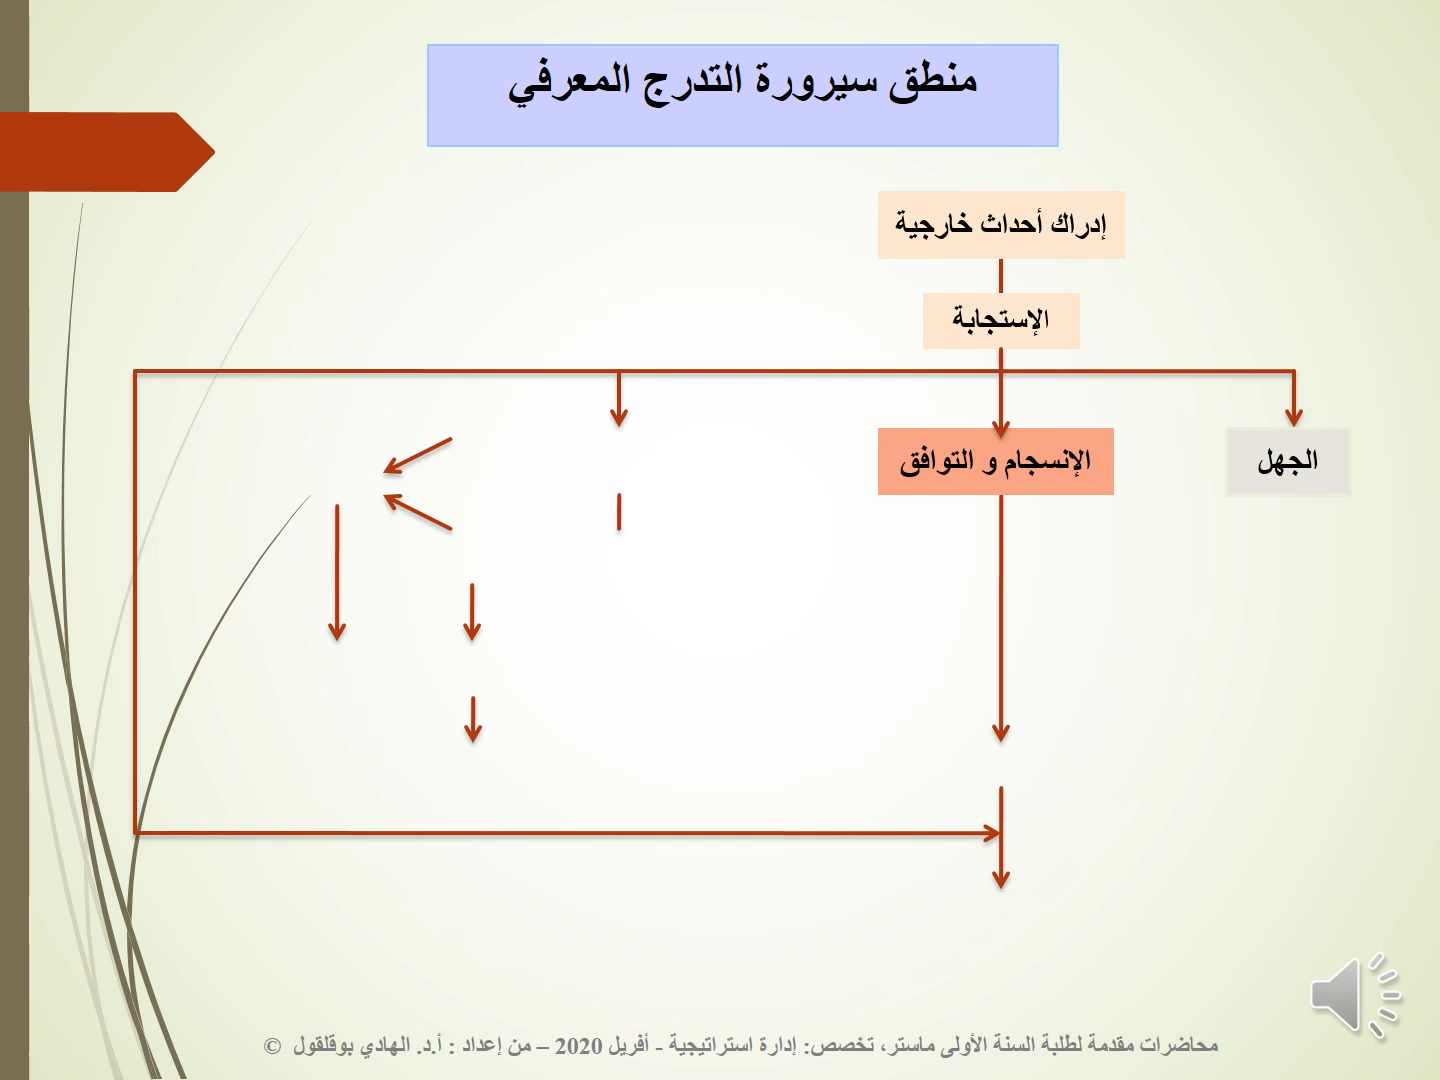 منطق سيرورة التدرج المعرفي
إدراك أحداث خارجية
الإستجابة
الجهل
الإنسجام و التوافق
محاضرات مقدمة لطلبة السنة الأولى ماستر، تخصص: إدارة استراتيجية - أفريل 2020 – من إعداد : أ.د. الهادي بوقلقول ©